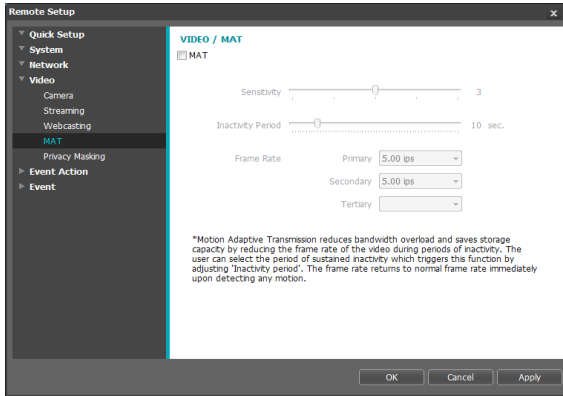 Remote Setup
x
Quick Setup
System
Network
Video
Camera
Streaming
Webcasting
MAT
Privacy Masking
Event Action
Event
VIDEO / MAT
MAT
Sensitivity 3
Inactivity Period 10 sec.
Frame Rate Primary 5.00 ips
Secondary 5.00 ips
Tertiary
*Motion Adaptive Transmission reduces bandwidth overload and saves storage
capacity by reducing the frame rate of the video during periods of inactivity. The
user can select the period of sustained inactivity which triggers this function by
adjusting 'Inactivity period'. The frame rate returns to normal frame rate immediately
upon detecting any motion.
OK Cancel Apply